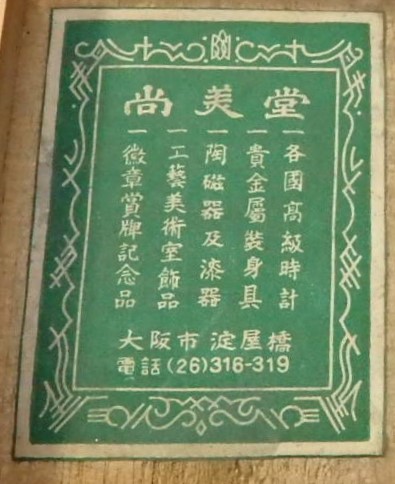 尚美堂
一各國高級時計
一貴金屬裝身具
一陶磁器及漆器
一工藝美術室飾品
一徽章賞牌記念品
大阪市淀屋橋
電話(26)316-319